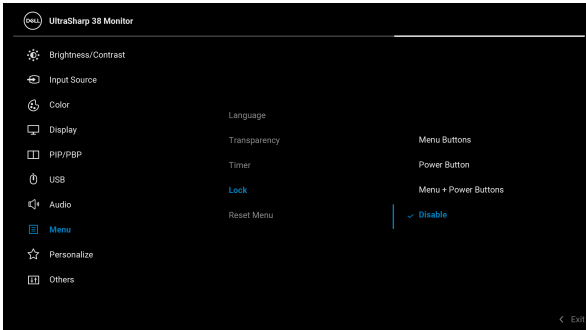 DELL UltraSharp 38 Monitor
Brightness/Contrast
Input Source
Color
Display
PIP/PBP
USB
Audio
Menu
Personalize
Others
Language
Transparency
Timer
Lock
Reset Menu
Menu Buttons
Power Button
Menu + Power Buttons
Disable
Exit